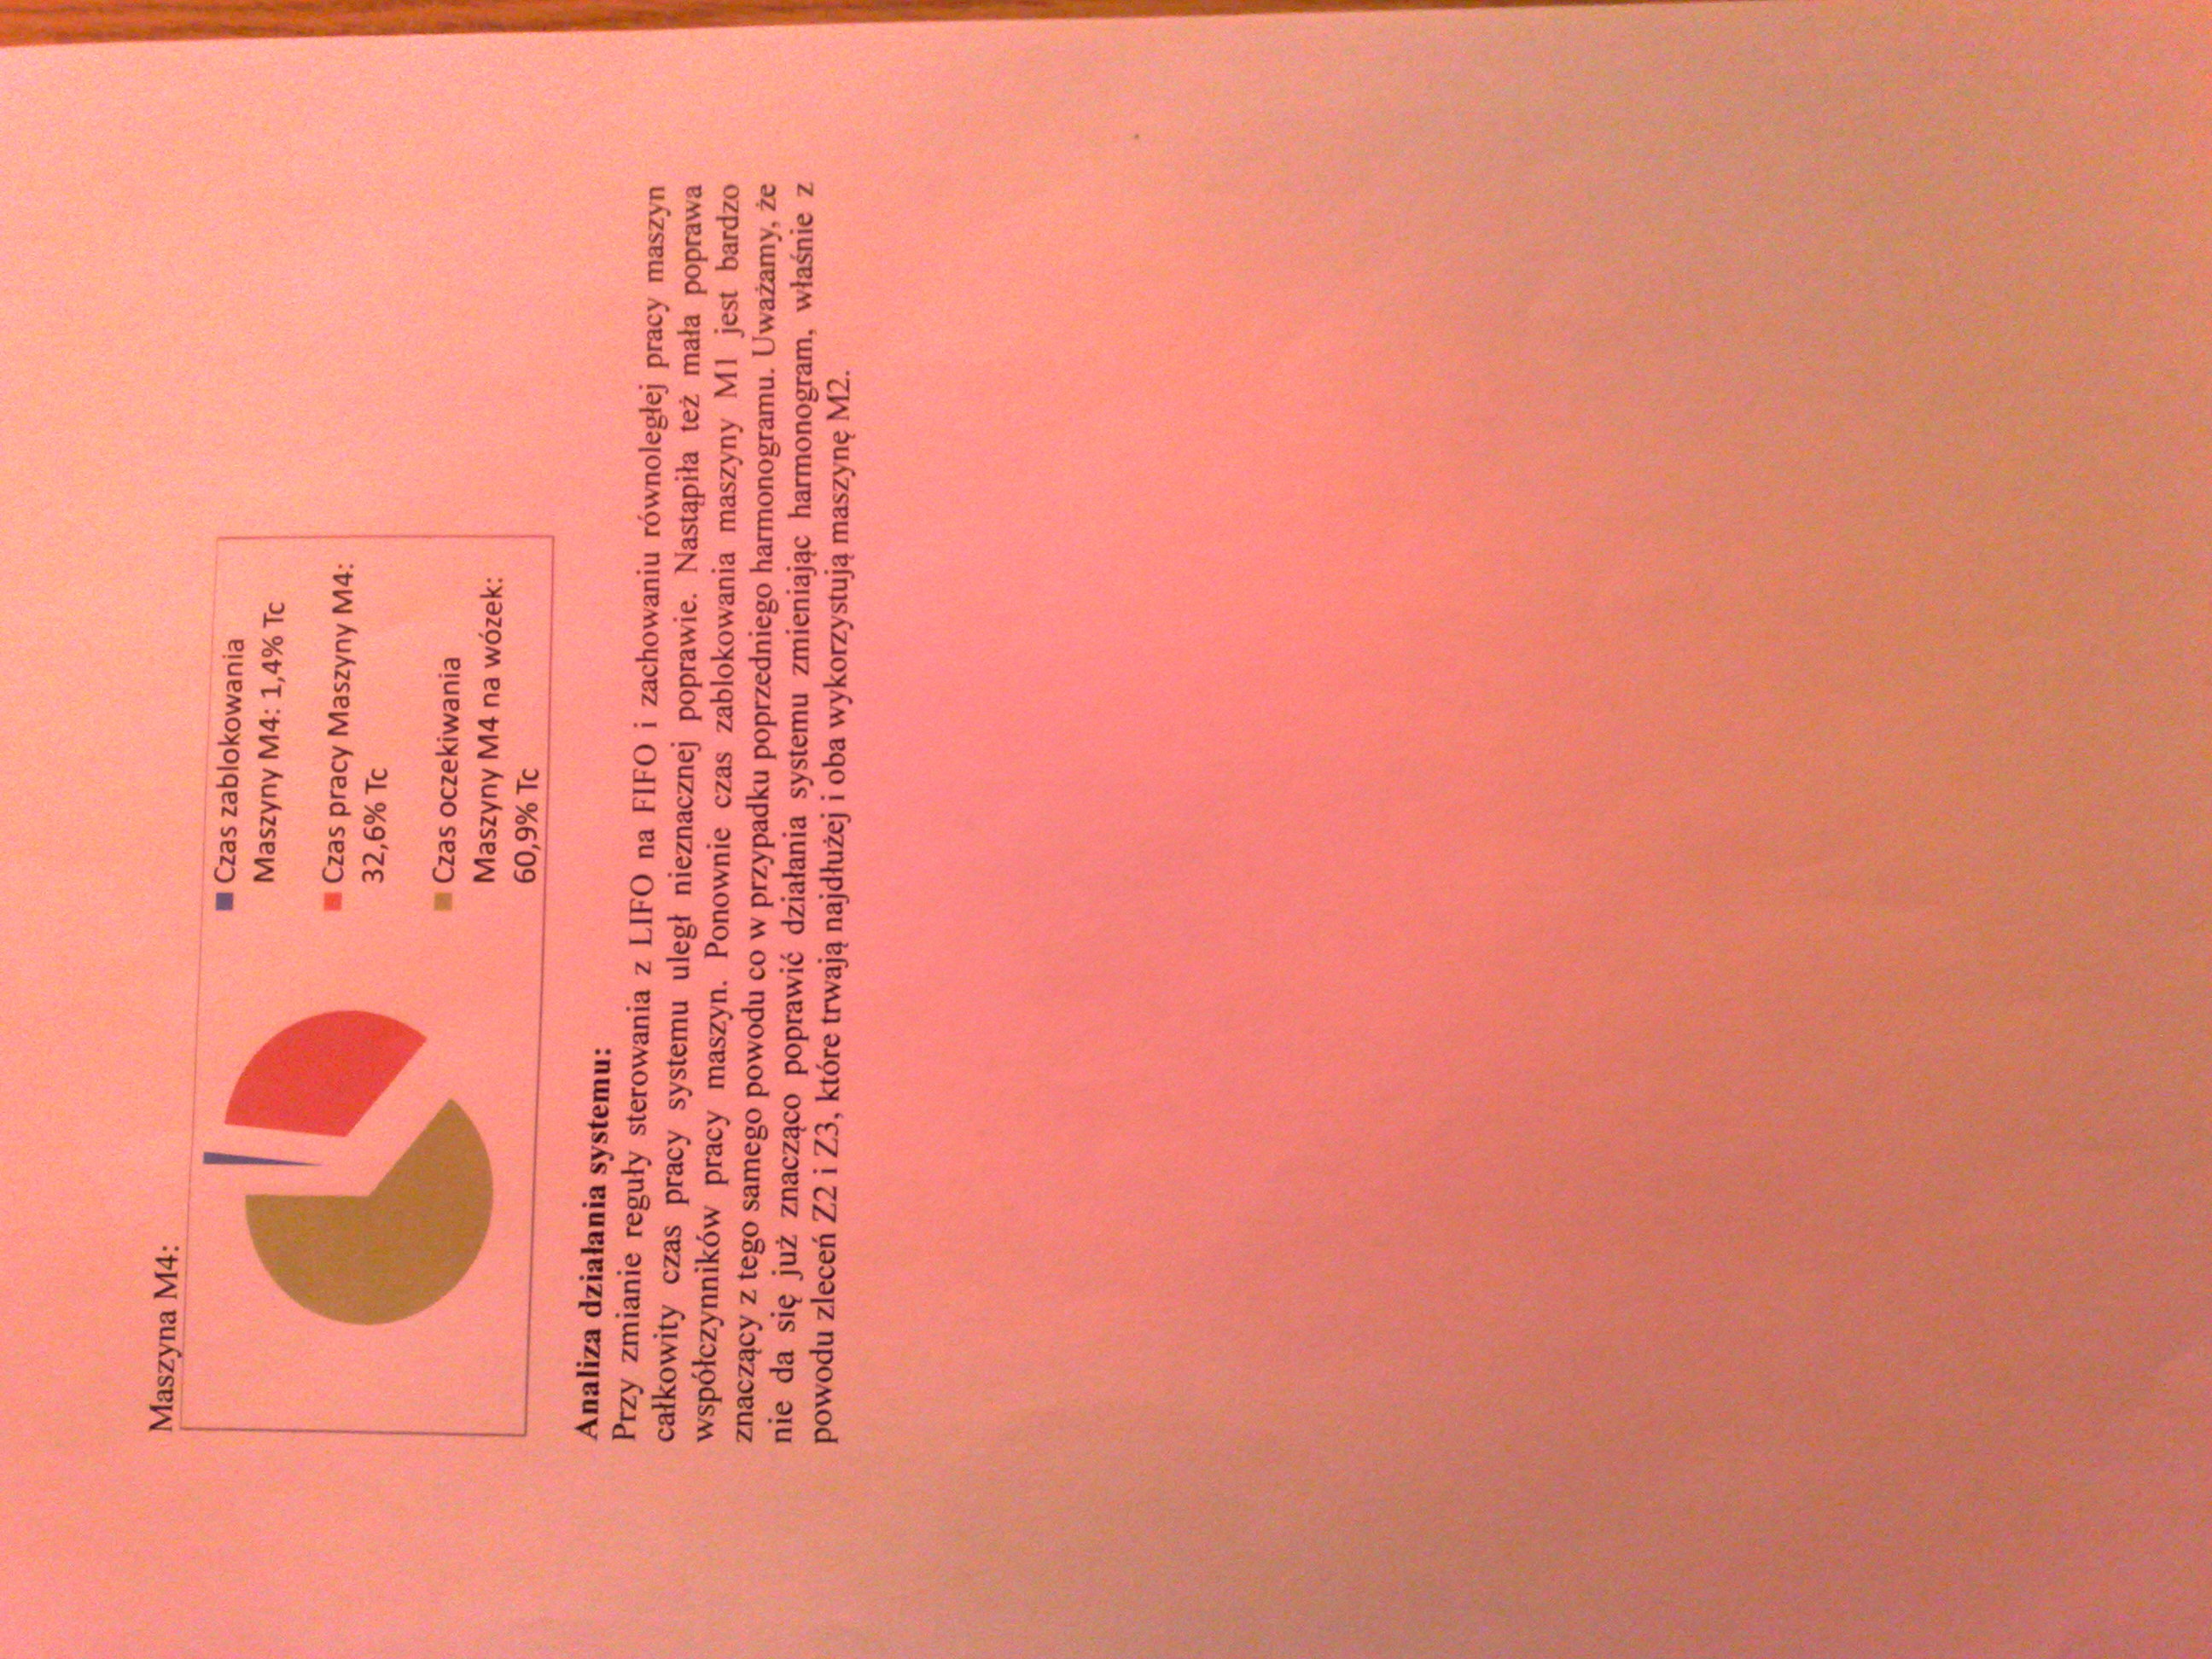 Maszyna M4:
Czas zablokowania
Maszyny M4: 1,4% Tc
Czas pracy Maszyny M4:
32,6% Tc
Czas oczekiwania
Maszyny M4 na wózek:
60,9% Tc
Analiza działania systemu:
Przy zmianie reguły sterowania z LIFO na FIFO i zachowaniu równoległej pracy maszyn
całkowity czas pracy systemu uległ nieznacznej poprawie. Nastąpiła też mała poprawa
współczynników pracy maszyn. Ponownie czas zablokowania maszyny M1 jest bardzo
znaczący z tego samego powodu co w przypadku poprzedniego harmonogramu. Uważamy, że
nie da się już znacząco poprawić działania systemu zmieniając harmonogram, właśnie z
powodu zleceń Z2 i Z3, które trwają najdłużej i oba wykorzystują maszynę M2.